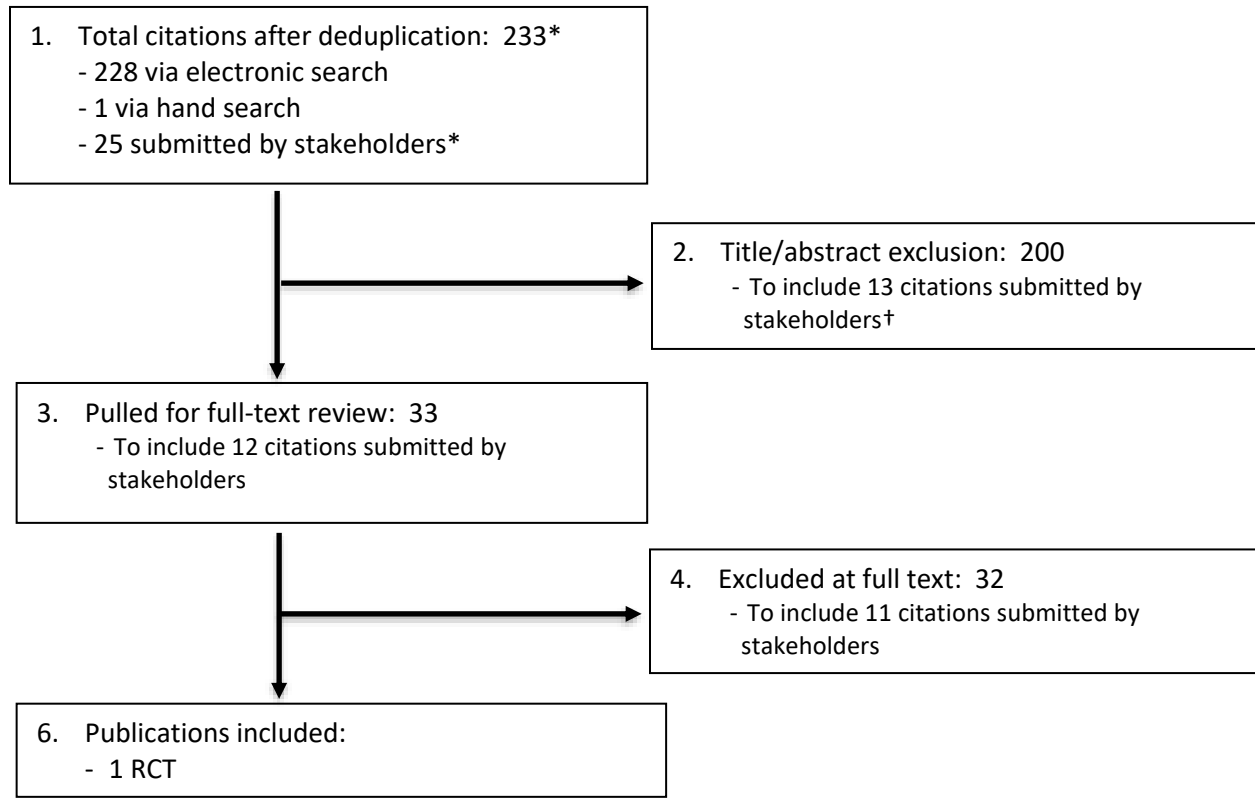 1. Total citations after deduplication: 233*
- 228 via electronic search
- 1 via hand search
- 25 submitted by stakeholders*
2. Title/abstract exclusion: 200
- To include 13 citations submitted by
stakeholders†
3. Pulled for full-text review: 33
- To include 12 citations submitted by
stakeholders
4. Excluded at full text: 32
- To include 11 citations submitted by
stakeholders
6. Publications included:
- 1 RCT